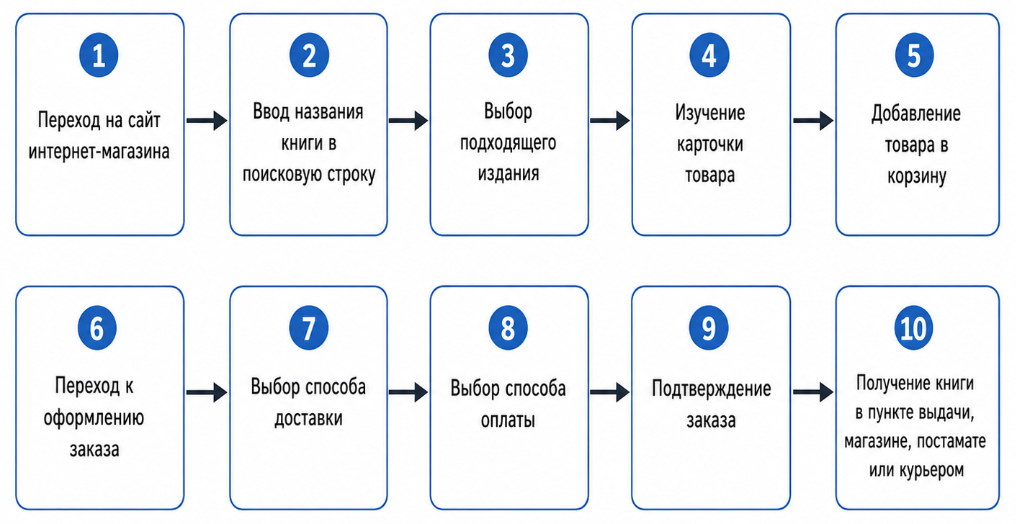 1
Переход на сайт
интернет-магазина
2
Ввод названия
книги в
поисковую строку
3
Выбор
подходящего
издания
4
Изучение
карточки
товара
5
Добавление
товара в
корзину
6
Переход к
оформлению
заказа
7
Выбор способа
доставки
8
Выбор способа
оплаты
9
Подтверждение
заказа
10
Получение книги
в пункте выдачи,
магазине, постамате
или курьером